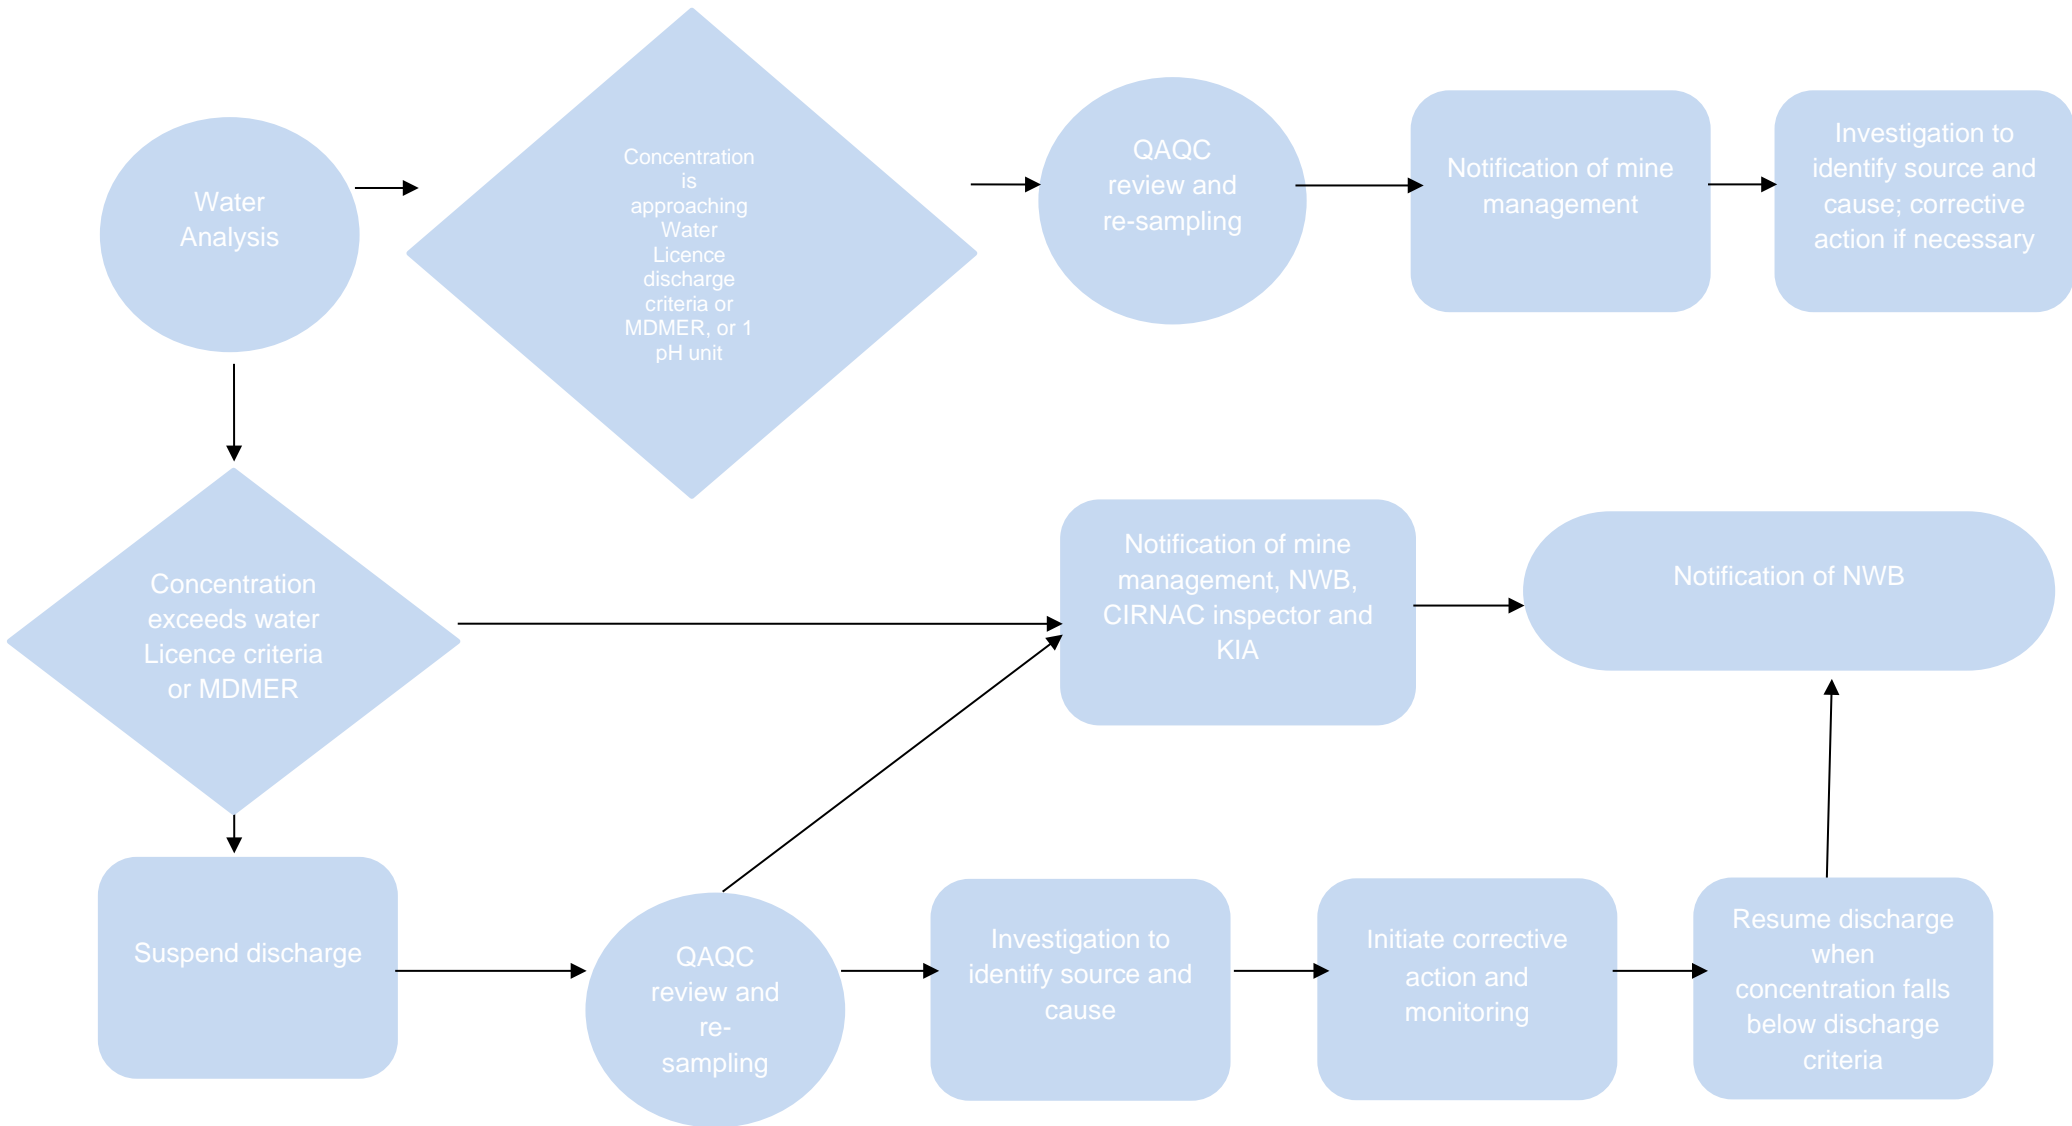 Water
Analysis
Concentration
is
approaching
Water
Licence
discharge
criteria or
MDMER, or 1
pH unit
QAQC
review and
re-sampling
Notification of mine
management
Investigation to
identify source and
cause; corrective
action if necessary
Concentration
exceeds water
Licence criteria
or MDMER
Notification of mine
management, NWB,
CIRNAC inspector and
KIA
Notification of NWB
Suspend discharge
QAQC
review and
re-
sampling
Investigation to
identify source and
cause
Initiate corrective
action and
monitoring
Resume discharge
when
concentration falls
below discharge
criteria